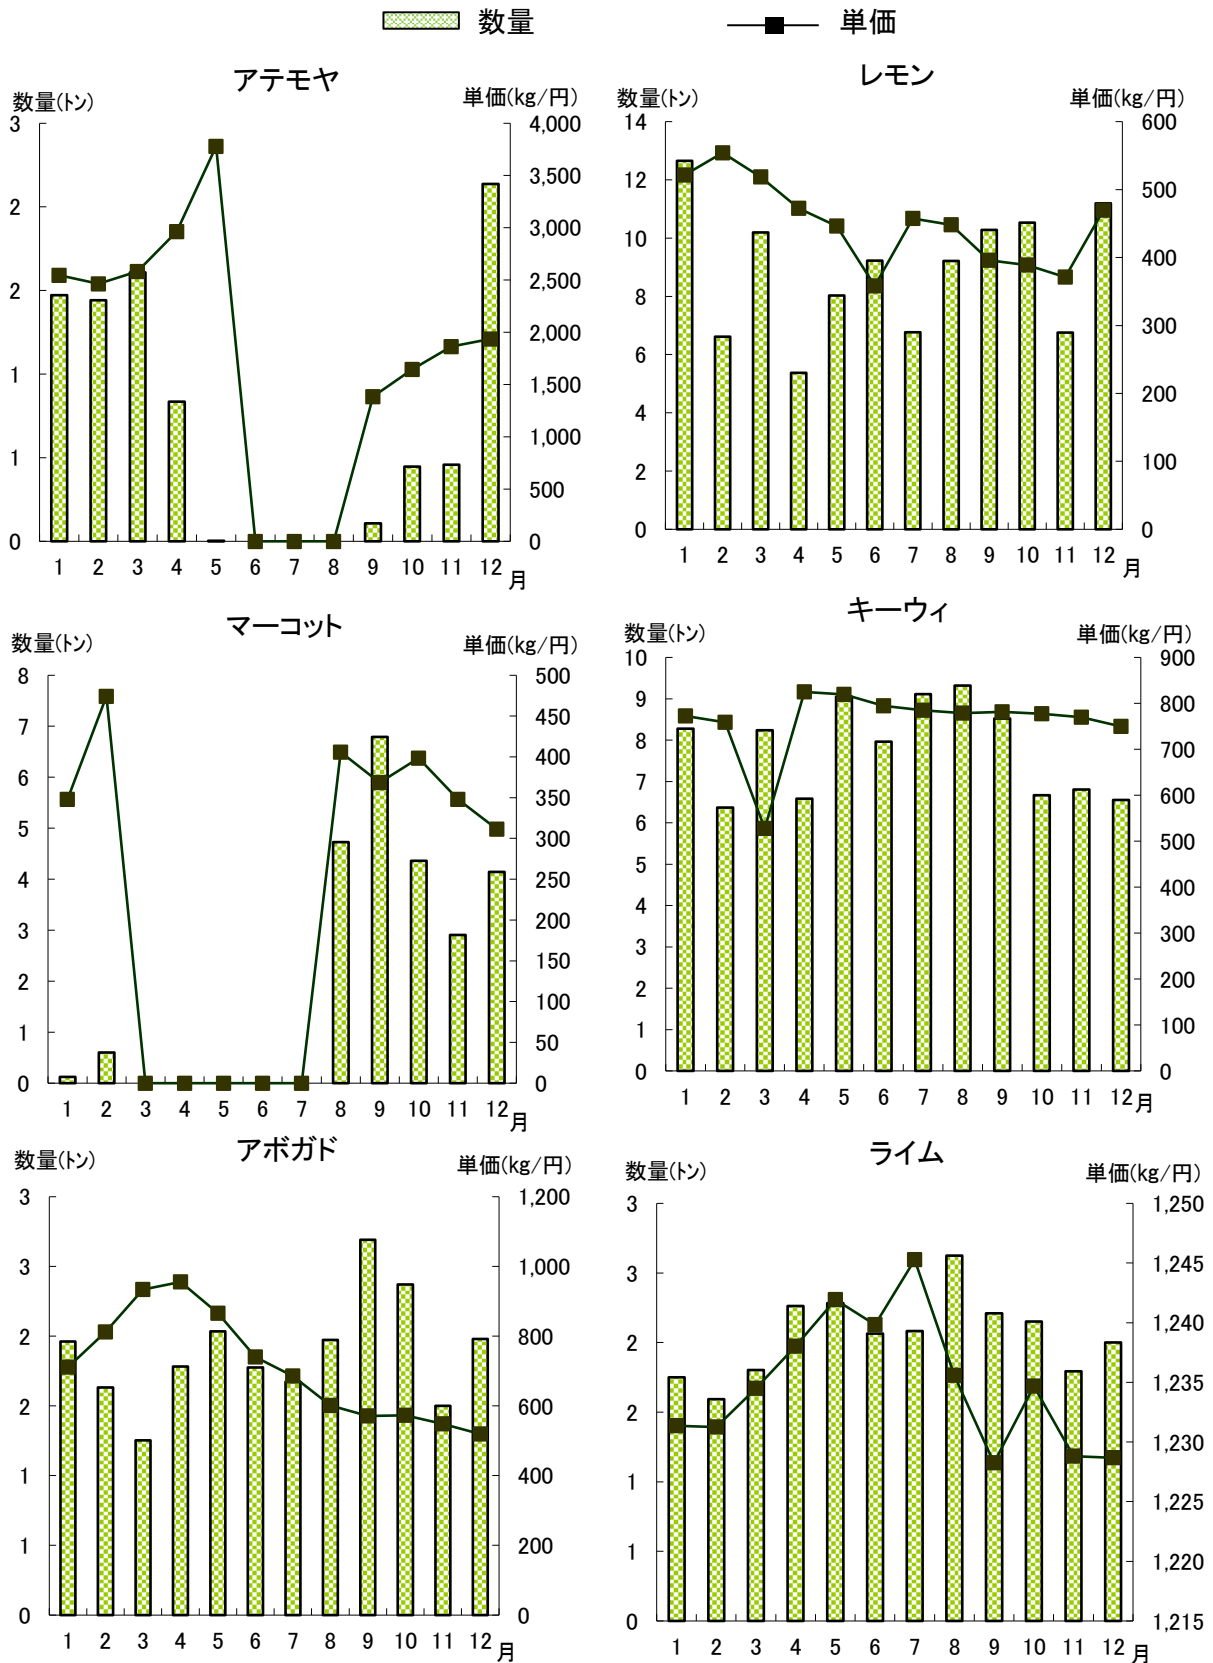 数量 単価
アテモヤ
数量(トン) 単価(kg/円)
3 4,000
3,500
2 3,000
2,500
2 2,000
1 1,500
1,000
1 500
0 0
1 2 3 4 5 6 7 8 9 10 11 12 月
レモン
数量(トン) 単価(kg/円)
14 600
12 500
10 400
8 300
6 200
4 100
2
0 0
1 2 3 4 5 6 7 8 9 10 11 12 月
マーコット
数量(トン) 単価(kg/円)
8 500
7 450
6 400
350
5 300
4 250
3 200
2 150
100
1 50
0 0
1 2 3 4 5 6 7 8 9 10 11 12 月
キーウィ
数量(トン) 単価(kg/円)
10 900
9 800
8 700
7 600
6 500
5 400
4 300
3 200
2 100
1
0 0
1 2 3 4 5 6 7 8 9 10 11 12 月
アボガド
数量(トン) 単価(kg/円)
3 1,200
3 1,000
2 800
2 600
1 400
1 200
0 0
1 2 3 4 5 6 7 8 9 10 11 12 月
ライム
数量(トン) 単価(kg/円)
3 1,250
3 1,245
2 1,240
1,235
2 1,230
1 1,225
1 1,220
0 1,215
1 2 3 4 5 6 7 8 9 10 11 12 月